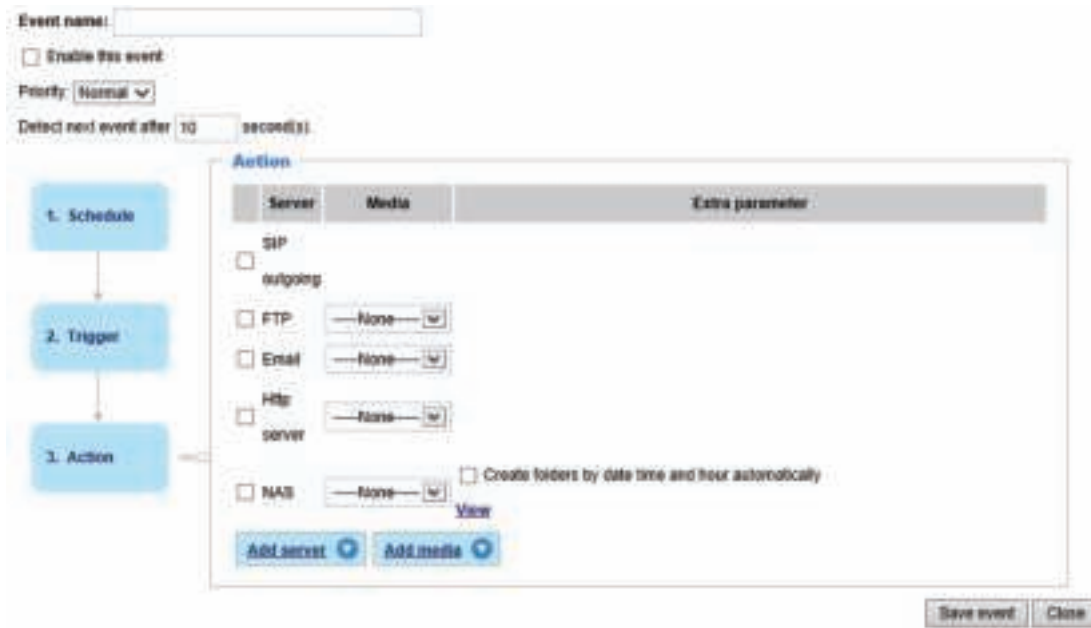 Event name:
Enable this event
Priority: Normal
Detect next event after 10 second(s).
Action
1. Schedule
2. Trigger
3. Action
Server Media Extra parameter
SIP
outgoing
FTP ----None----
Email ----None----
Http
server
----None----
Create folders by date time and hour automatically
NAS ----None----
View
Add server Add media
Save event Close